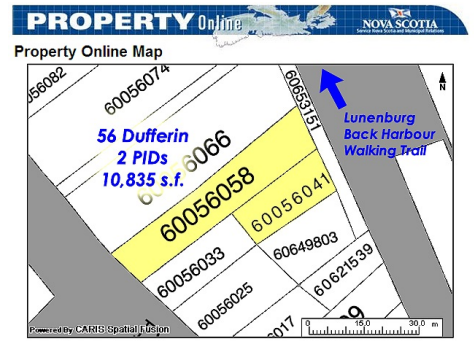 PROPERTY Online
NOVA SCOTIA
Service Nova Scotia and Municipal Relations
Property Online Map
60056074
60653151
N
56 Dufferin
2 PIDs
10,835 s.f.
Lunenburg
Back Harbour
Walking Trail
60056058
60056041
60056033
60649803
60621539
60056025
0 15.0 30.0 m
Powered By CARIS Spatial Fusion